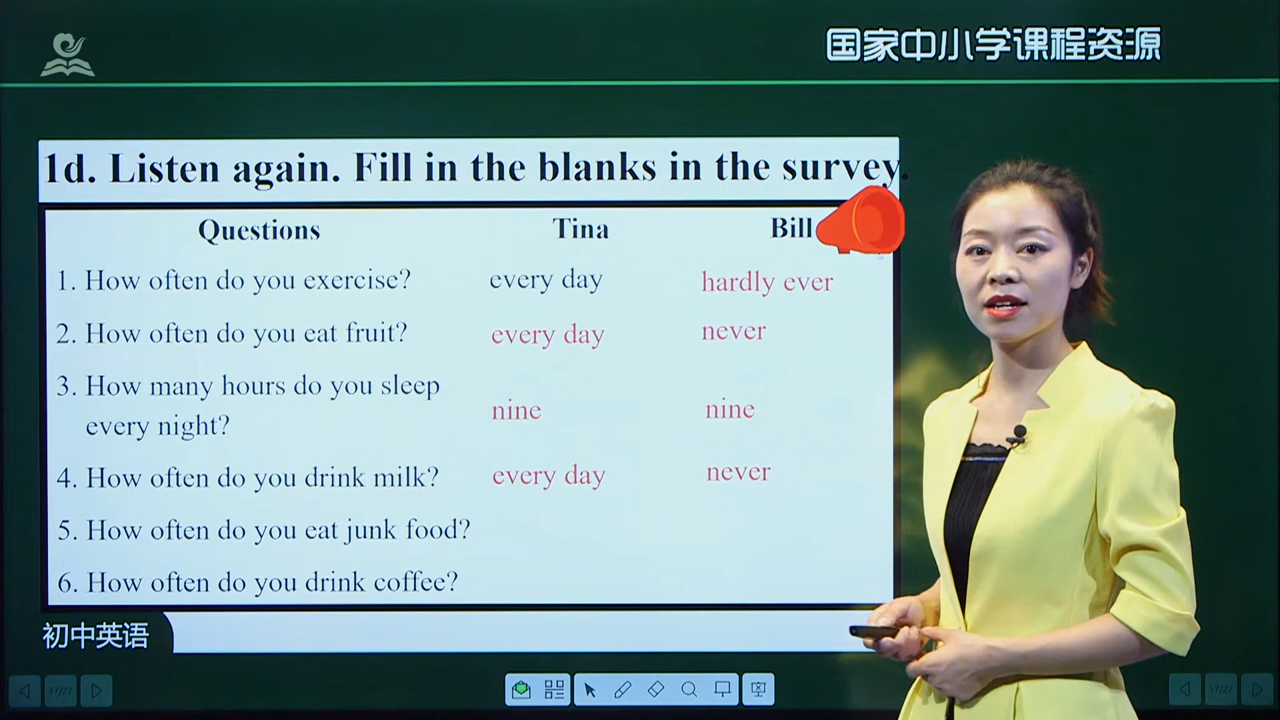 国家中小学课程资源
1d. Listen again. Fill in the blanks in the survey.
Questions Tina Bill
1. How often do you exercise? every day hardly ever
2. How often do you eat fruit? every day never
3. How many hours do you sleep
every night? nine nine
4. How often do you drink milk? every day never
5. How often do you eat junk food?
6. How often do you drink coffee?
初中英语
17/27 17/27